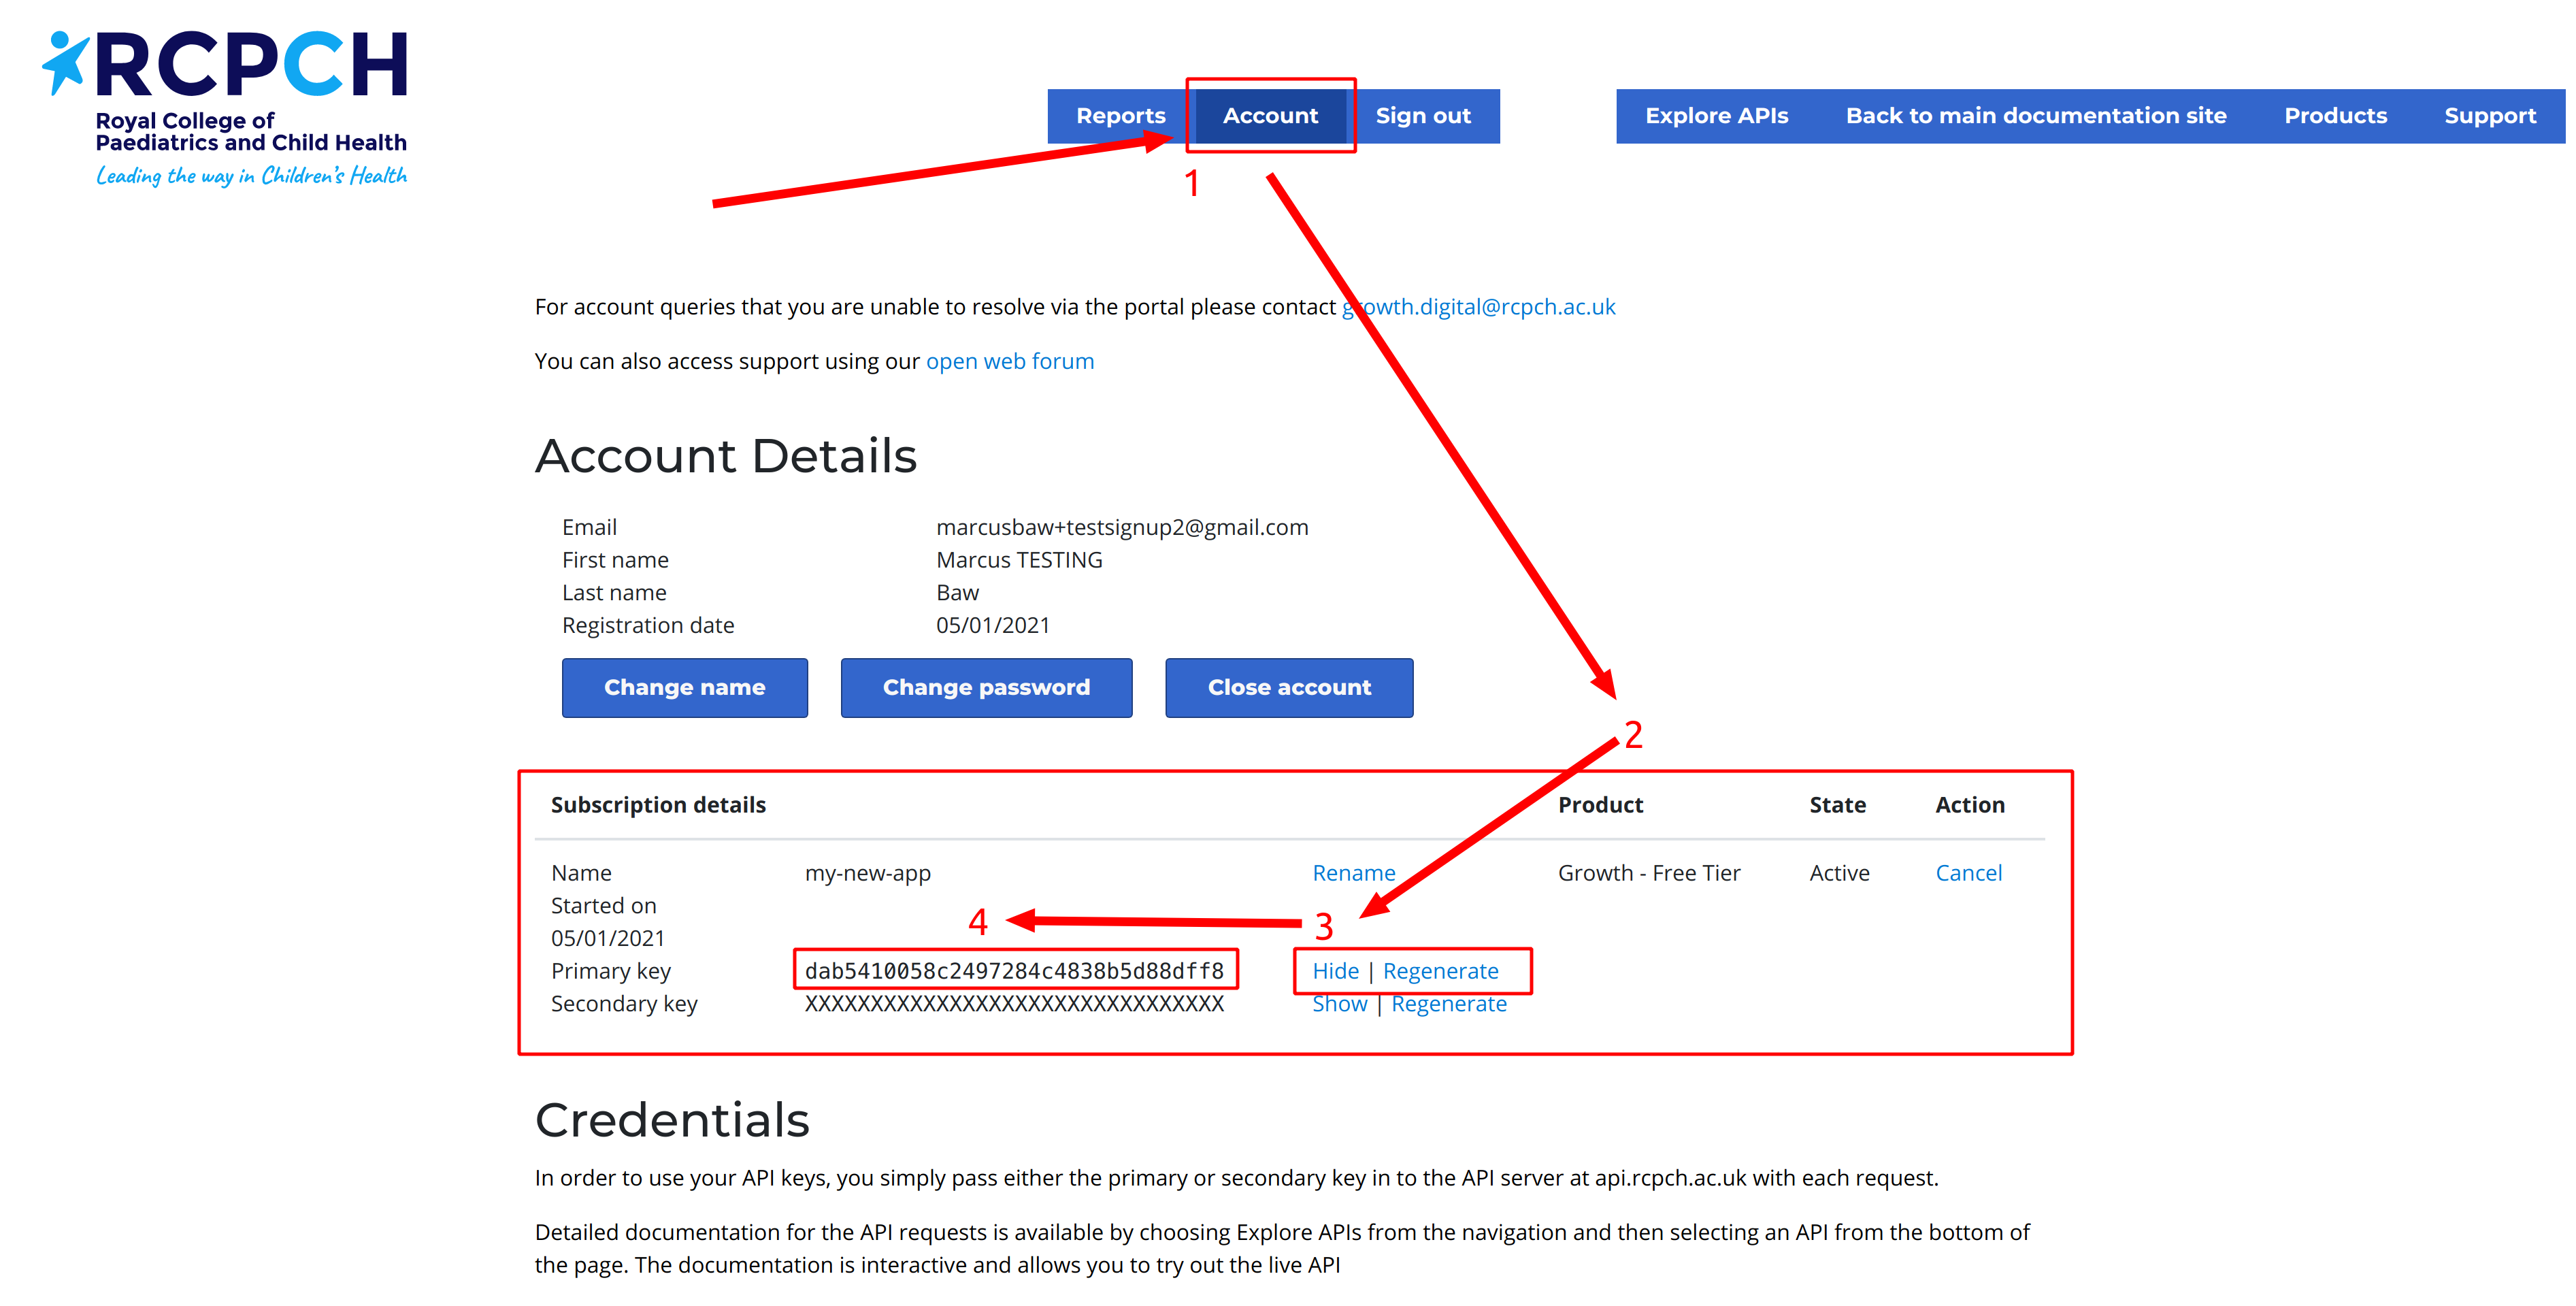 RCPCH
Royal College of
Paediatrics and Child Health
Leading the way in Children's Health
Reports Account Sign out
Explore APIs Back to main documentation site Products Support
1
For account queries that you are unable to resolve via the portal please contact growth.digital@rcpch.ac.uk
You can also access support using our open web forum
Account Details
Email marcusbaw+testsignup2@gmail.com
First name Marcus TESTING
Last name Baw
Registration date 05/01/2021
Change name Change password Close account
2
Subscription details Product State Action
Name my-new-app Rename Growth - Free Tier Active Cancel
Started on
4 3
05/01/2021
Primary key dab5410058c2497284c4838b5d88dff8 Hide | Regenerate
Secondary key XXXXXXXXXXXXXXXXXXXXXXXXXXXXXXXX Show | Regenerate
Credentials
In order to use your API keys, you simply pass either the primary or secondary key in to the API server at api.rcpch.ac.uk with each request.
Detailed documentation for the API requests is available by choosing Explore APIs from the navigation and then selecting an API from the bottom of
the page. The documentation is interactive and allows you to try out the live API